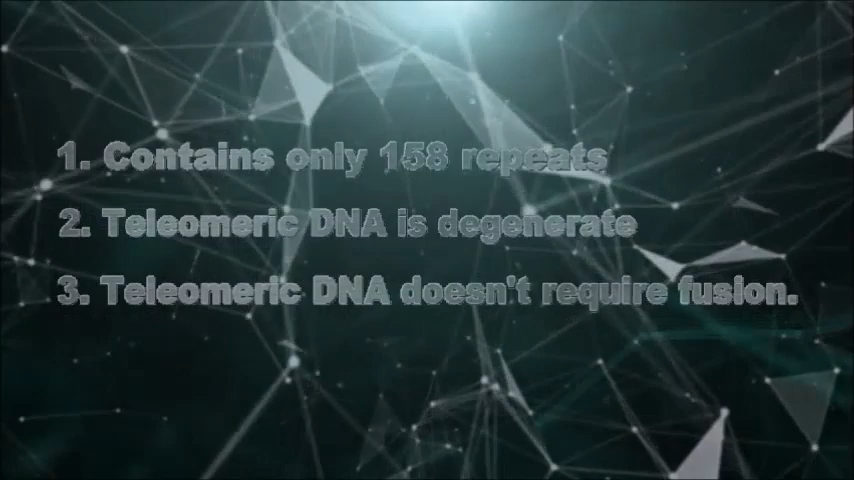 1. Contains only 158 repeats
2. Teleomeric DNA is degenerate
3. Teleomeric DNA doesn't require fusion.